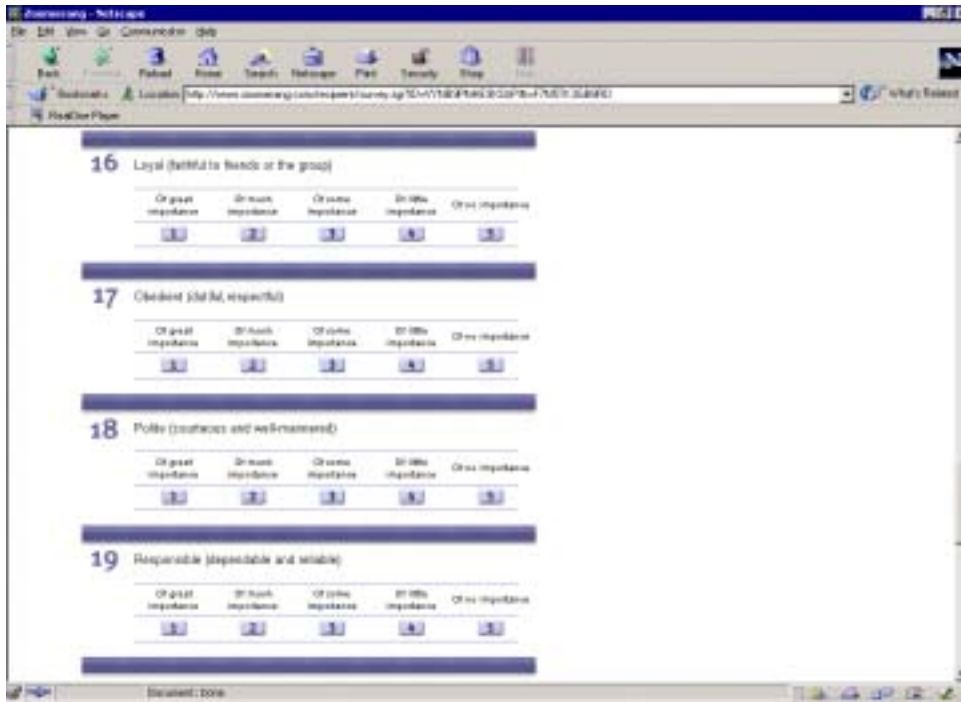 Zoomerang - Netscape
File Edit View Go Communicator Help
Back Reload Home Search Netscape Print Security Stop
Bookmarks Location: What's Related
RealOne Player
16 Loyal (faithful to friends or the group)
Of great importance Of much importance Of some importance Of little importance Of no importance
1 2 3 4 5
17 Obedient (dutiful, respectful)
Of great importance Of much importance Of some importance Of little importance Of no importance
1 2 3 4 5
18 Polite (courteous and well-mannered)
Of great importance Of much importance Of some importance Of little importance Of no importance
1 2 3 4 5
19 Responsible (dependable and reliable)
Of great importance Of much importance Of some importance Of little importance Of no importance
1 2 3 4 5
Document: Done